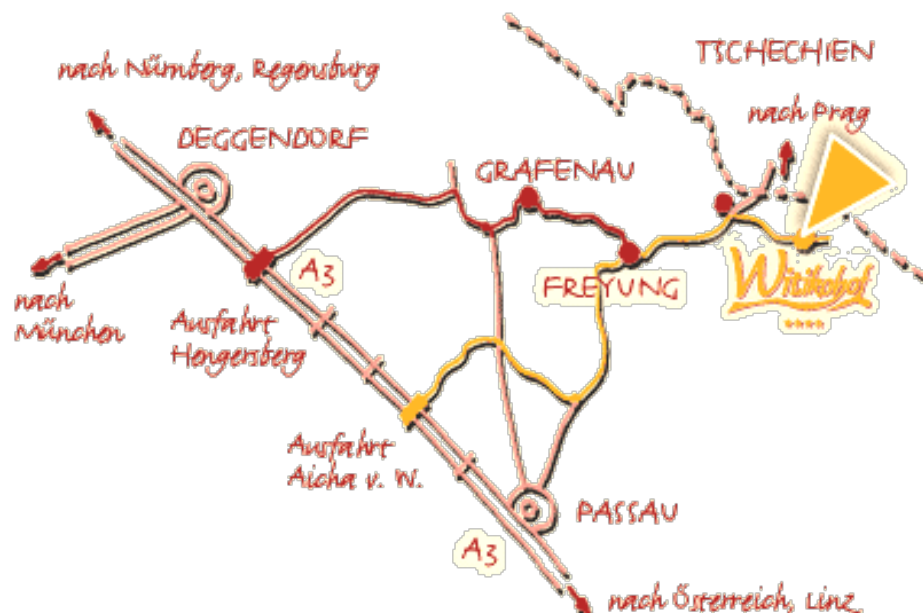 nach Nürnberg, Regensburg
TSCHECHIEN
nach Prag
DEGGENDORF
GRAFENAU
A3
FREYUNG
Witikohof
nach
München
Ausfahrt
Hengersberg
Ausfahrt
Aicha v. W.
PASSAU
A3
nach Österreich, Linz